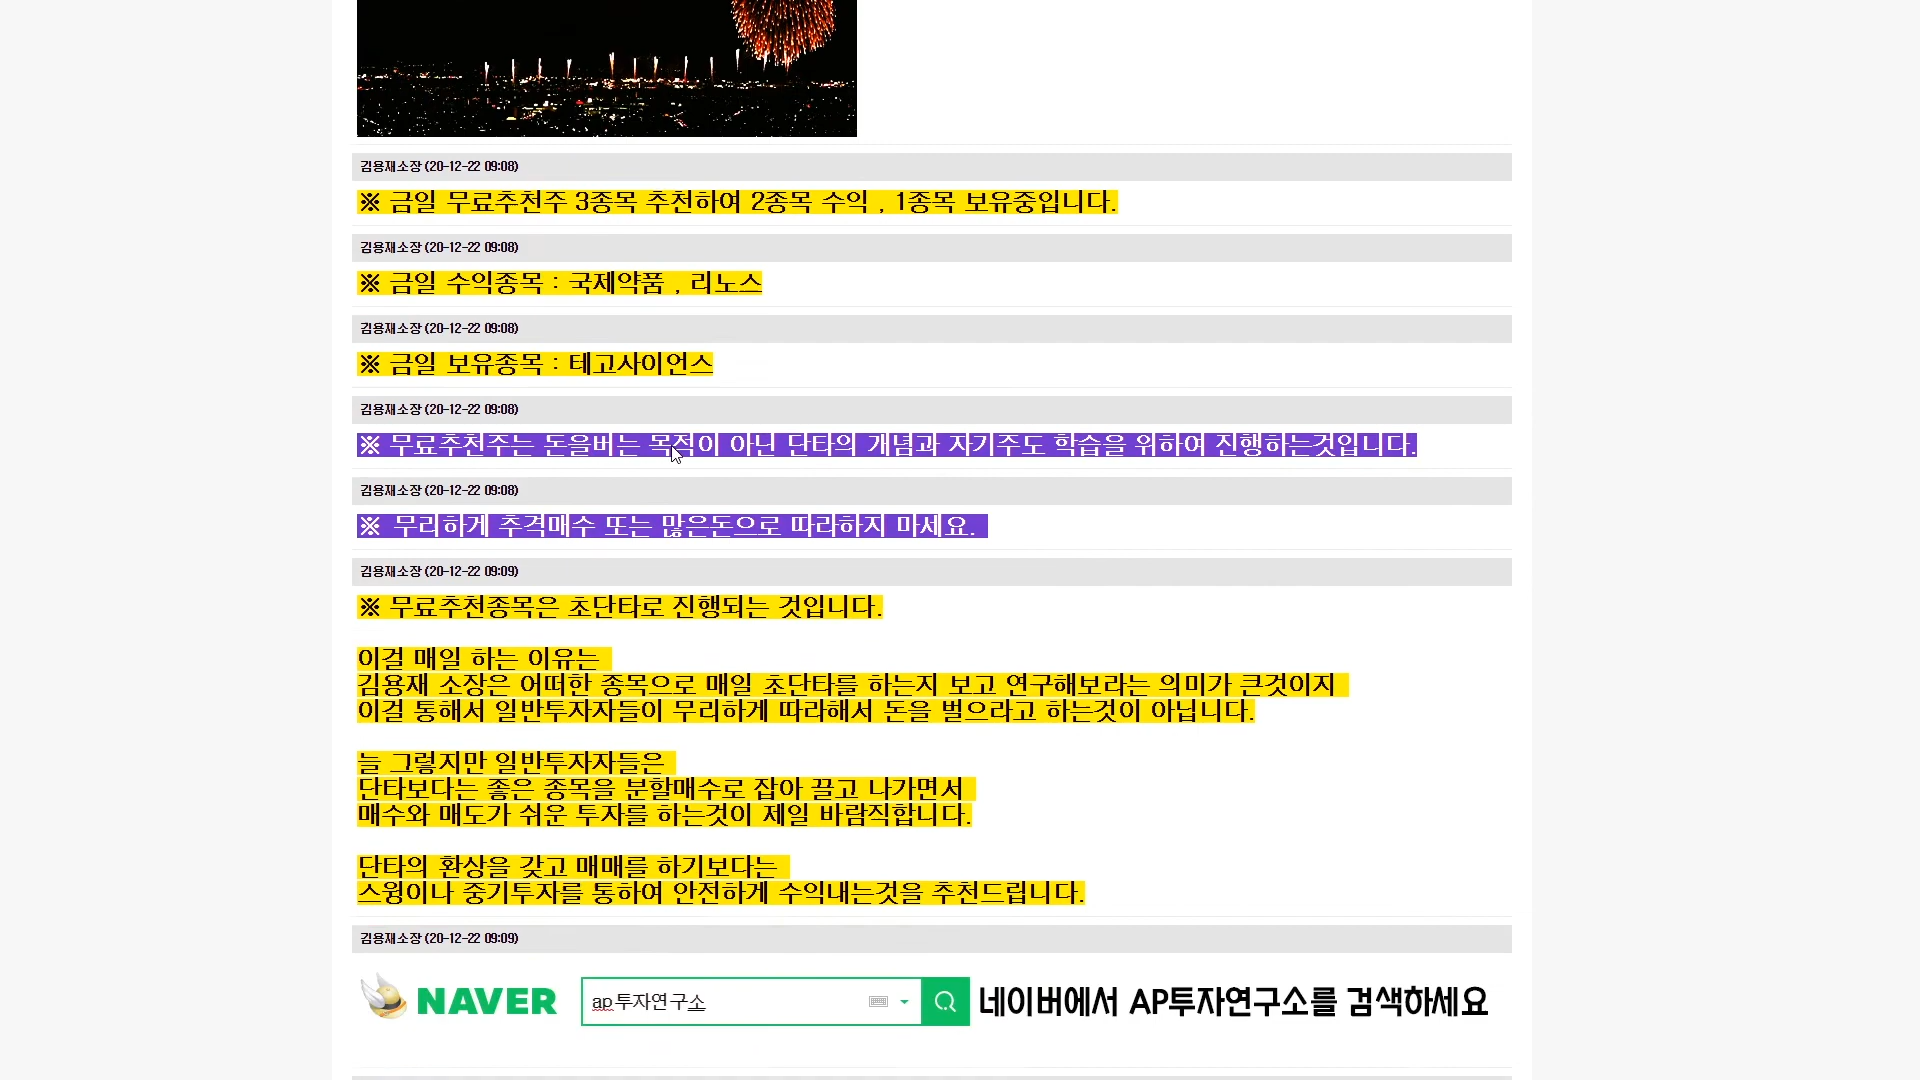 김용재소장 (20-12-22 09:08)
※ 금일 무료추천주 3종목 추천하여 2종목 수익 , 1종목 보유중입니다.
김용재소장 (20-12-22 09:08)
※ 금일 수익종목 : 국제약품 , 리노스
김용재소장 (20-12-22 09:08)
※ 금일 보유종목 : 테고사이언스
김용재소장 (20-12-22 09:08)
※ 무료추천주는 돈을버는 목적이 아닌 단타의 개념과 자기주도 학습을 위하여 진행하는것입니다.
김용재소장 (20-12-22 09:08)
※ 무리하게 추격매수 또는 많은돈으로 따라하지 마세요.
김용재소장 (20-12-22 09:09)
※ 무료추천종목은 초단타로 진행되는 것입니다.
이걸 매일 하는 이유는
김용재 소장은 어떠한 종목으로 매일 초단타를 하는지 보고 연구해보라는 의미가 큰것이지
이걸 통해서 일반투자자들이 무리하게 따라해서 돈을 벌으라고 하는것이 아닙니다.
늘 그렇지만 일반투자자들은
단타보다는 좋은 종목을 분할매수로 잡아 끌고 나가면서
매수와 매도가 쉬운 투자를 하는것이 제일 바람직합니다.
단타의 환상을 갖고 매매를 하기보다는
스윙이나 중기투자를 통하여 안전하게 수익내는것을 추천드립니다.
김용재소장 (20-12-22 09:09)
NAVER ap투자연구소 네이버에서 AP투자연구소를 검색하세요